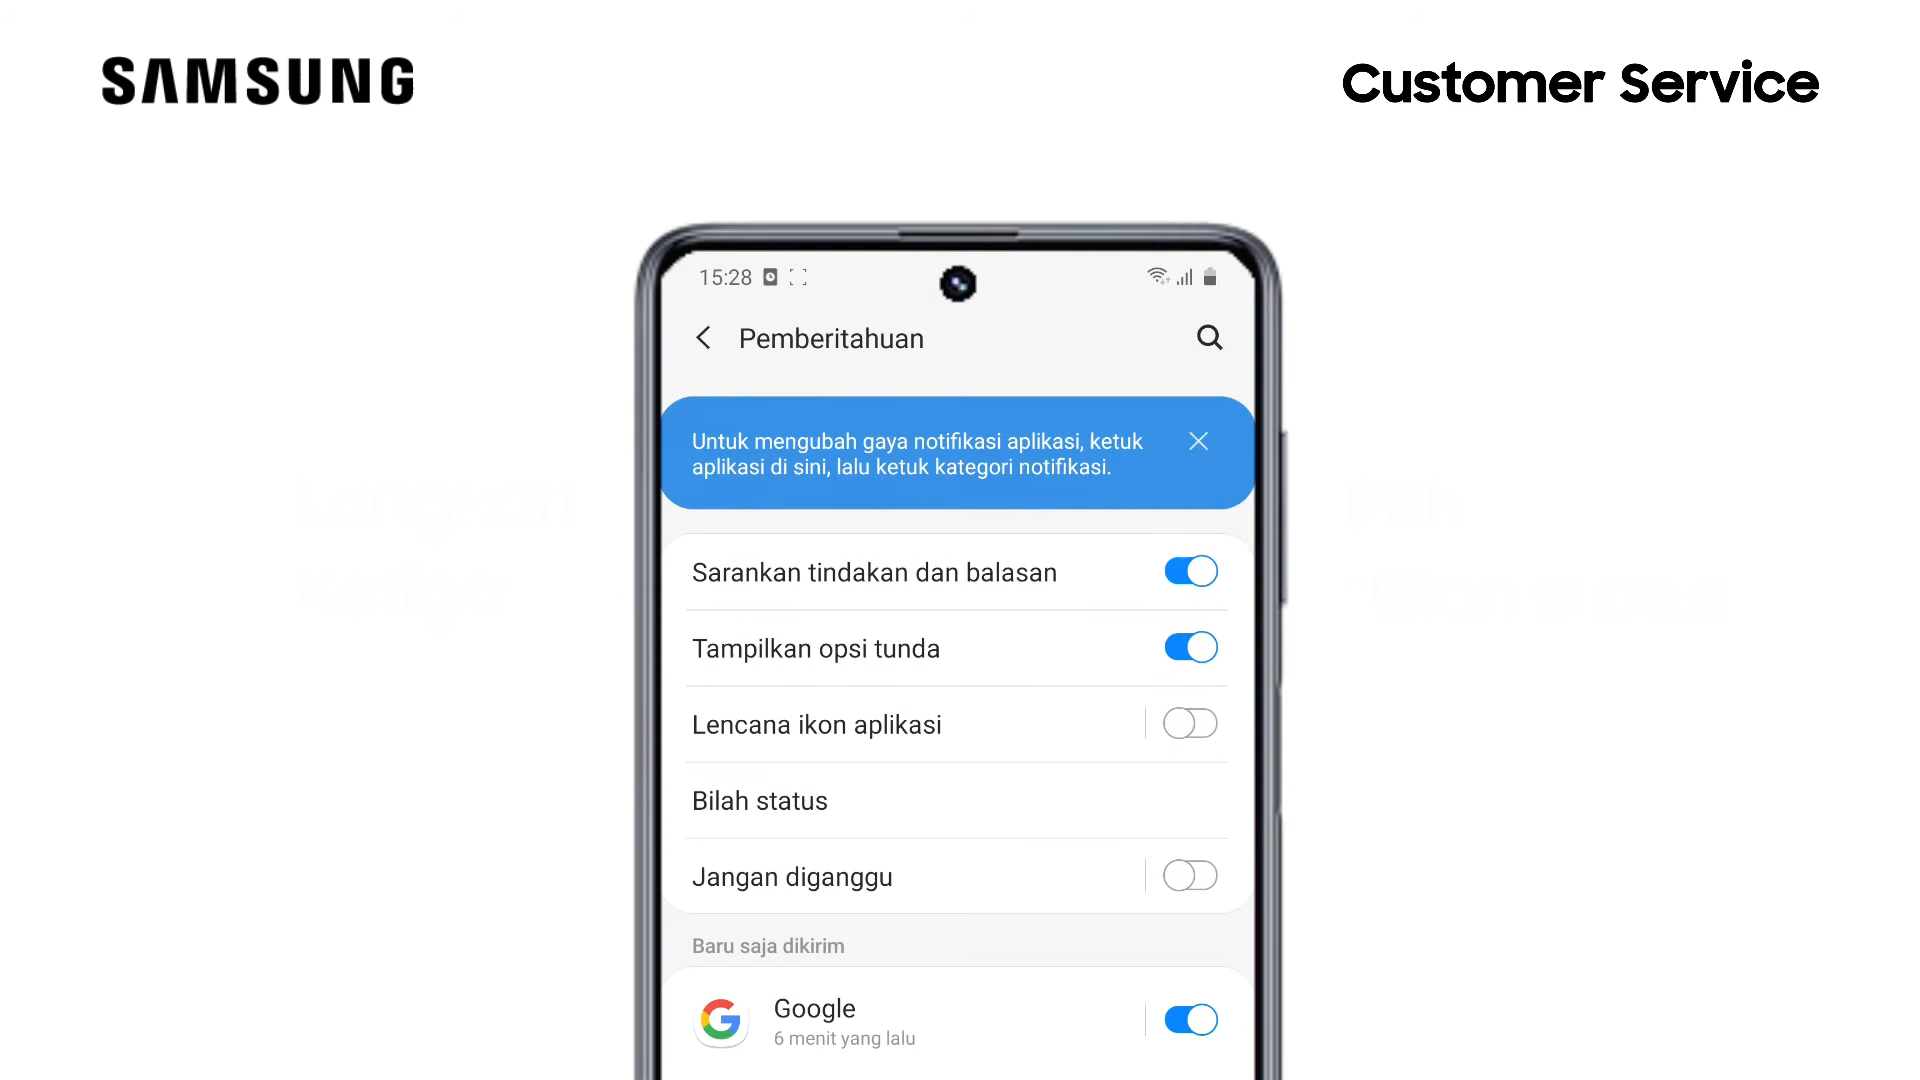 SAMSUNG
Customer Service
15:28
Pemberitahuan
Untuk mengubah gaya notifikasi aplikasi, ketuk
aplikasi di sini, lalu ketuk kategori notifikasi.
Sarankan tindakan dan balasan
Tampilkan opsi tunda
Lencana ikon aplikasi
Bilah status
Jangan diganggu
Baru saja dikirim
Google
6 menit yang lalu